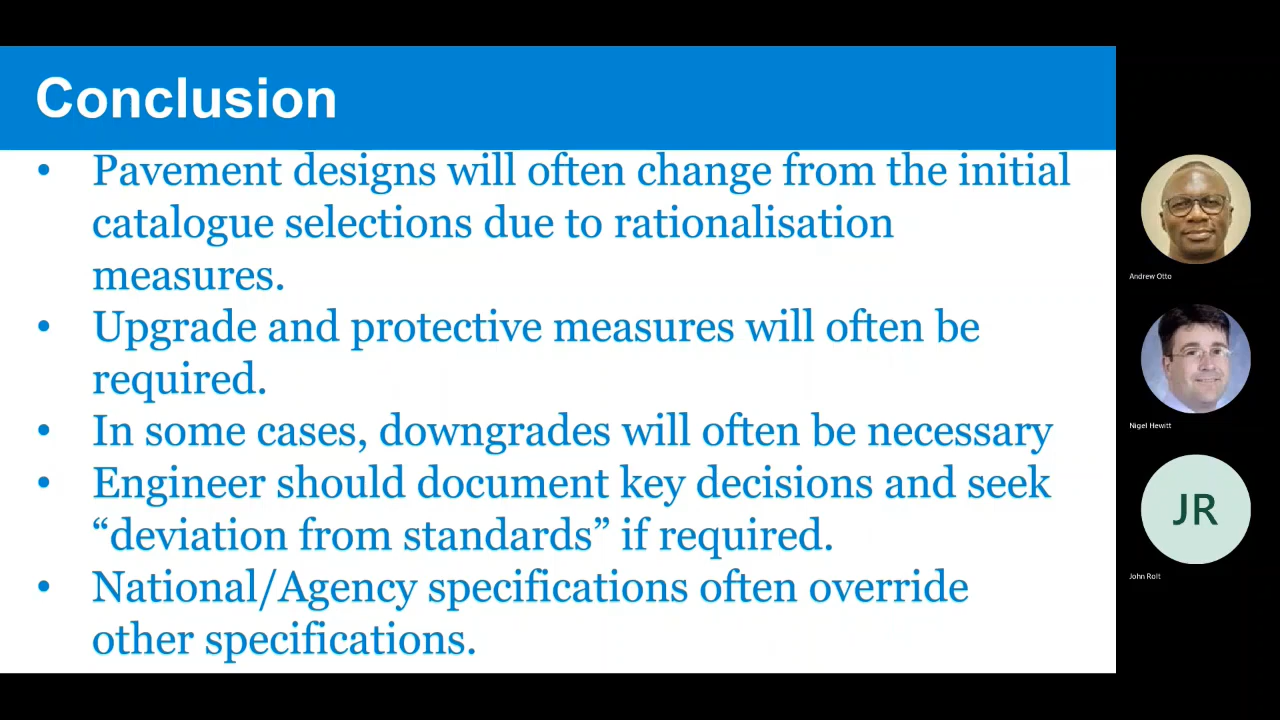 Conclusion
• Pavement designs will often change from the initial
catalogue selections due to rationalisation
measures.
• Upgrade and protective measures will often be
required.
• In some cases, downgrades will often be necessary
• Engineer should document key decisions and seek
“deviation from standards” if required.
• National/Agency specifications often override
other specifications.
Andrew Otto
Nigel Hewitt
JR
John Rolt